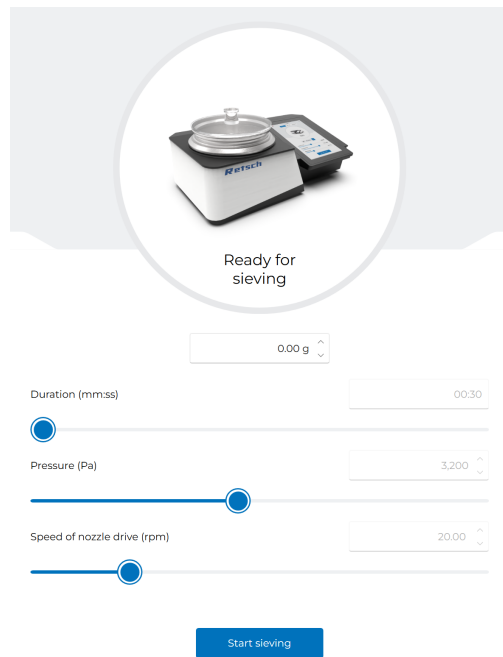 Retsch
Ready for
sieving
0.00 g
Duration (mm:ss)
00:30
Pressure (Pa)
3,200
Speed of nozzle drive (rpm)
20.00
Start sieving